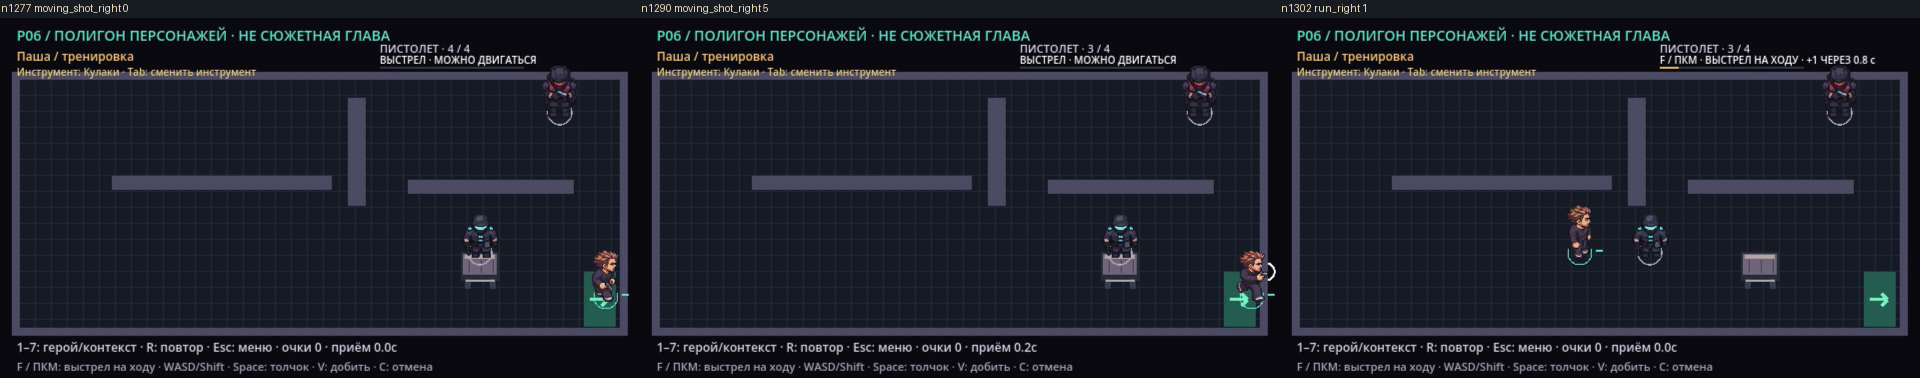 n1277 moving_shot_right 0
P06 / ПОЛИГОН ПЕРСОНАЖЕЙ · НЕ СЮЖЕТНАЯ ГЛАВА
ПИСТОЛЕТ · 4 / 4
Паша / тренировка
ВЫСТРЕЛ · МОЖНО ДВИГАТЬСЯ
Инструмент: Кулаки · Tab: сменить инструмент
1–7: герой/контекст · R: повтор · Esc: меню · очки 0 · приём 0.0с
F / ПКМ: выстрел на ходу · WASD/Shift · Space: толчок · V: добить · C: отмена
n1290 moving_shot_right 5
P06 / ПОЛИГОН ПЕРСОНАЖЕЙ · НЕ СЮЖЕТНАЯ ГЛАВА
ПИСТОЛЕТ · 3 / 4
Паша / тренировка
ВЫСТРЕЛ · МОЖНО ДВИГАТЬСЯ
Инструмент: Кулаки · Tab: сменить инструмент
1–7: герой/контекст · R: повтор · Esc: меню · очки 0 · приём 0.2с
F / ПКМ: выстрел на ходу · WASD/Shift · Space: толчок · V: добить · C: отмена
n1302 run_right 1
P06 / ПОЛИГОН ПЕРСОНАЖЕЙ · НЕ СЮЖЕТНАЯ ГЛАВА
ПИСТОЛЕТ · 3 / 4
Паша / тренировка
F / ПКМ · ВЫСТРЕЛ НА ХОДУ · +1 ЧЕРЕЗ 0.8 с
Инструмент: Кулаки · Tab: сменить инструмент
1–7: герой/контекст · R: повтор · Esc: меню · очки 0 · приём 0.0с
F / ПКМ: выстрел на ходу · WASD/Shift · Space: толчок · V: добить · C: отмена